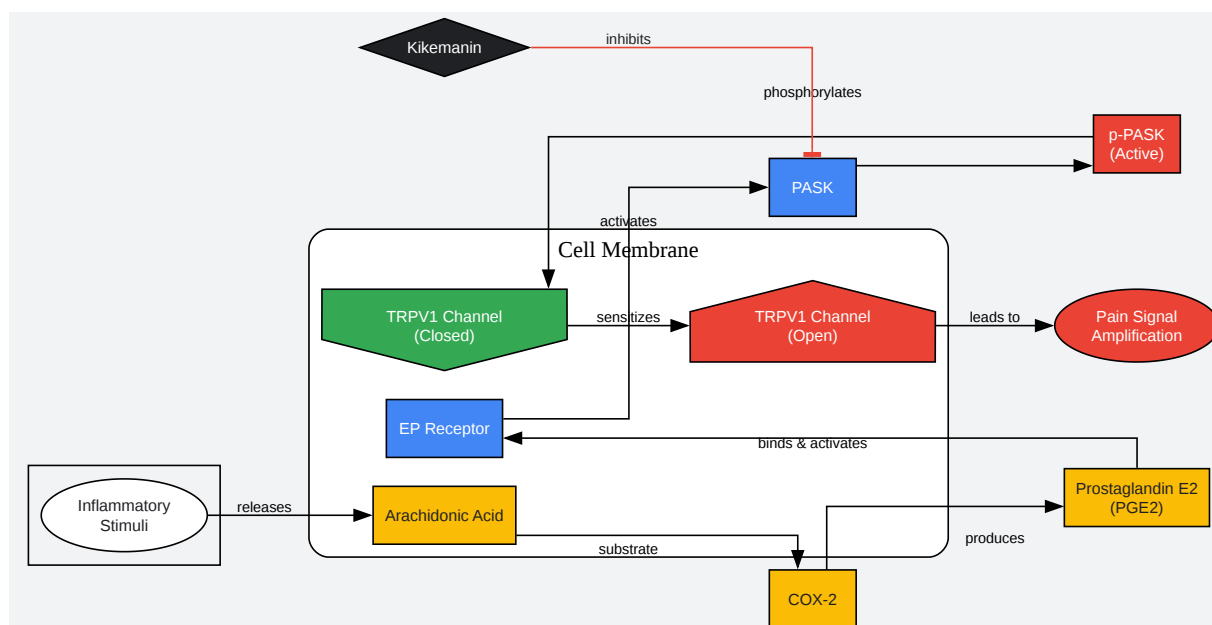 Kikemanin
inhibits
phosphorylates
p-PASK
(Active)
PASK
activates
Cell Membrane
TRPV1 Channel
(Closed)
sensitizes
TRPV1 Channel
(Open)
leads to
Pain Signal
Amplification
EP Receptor
binds & activates
Inflammatory
Stimuli
releases
Arachidonic Acid
Prostaglandin E2
(PGE2)
substrate
produces
COX-2